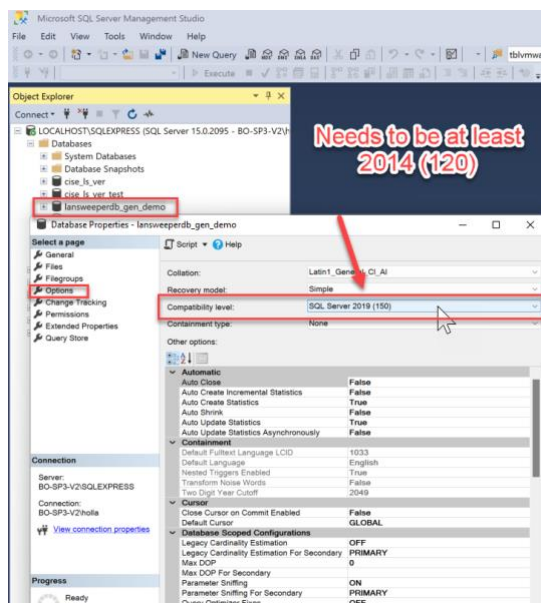 Microsoft SQL Server Management Studio
File Edit View Tools Window Help
New Query
tblvmwa
Execute
Object Explorer
Connect
LOCALHOST\SQLEXPRESS (SQL Server 15.0.2095 - BO-SP3-V2\h
Databases
System Databases
Database Snapshots
cise_ls_ver
cise_ls_ver_test
lansweeperdb_gen_demo
Needs to be at least
2014 (120)
Database Properties - lansweeperdb_gen_demo
Select a page
General
Files
Filegroups
Options
Change Tracking
Permissions
Extended Properties
Query Store
Script Help
Collation: Latin1_General_CI_AI
Recovery model: Simple
Compatibility level: SQL Server 2019 (150)
Containment type: None
Other options:
Automatic
Auto Close False
Auto Create Incremental Statistics False
Auto Create Statistics True
Auto Shrink False
Auto Update Statistics True
Auto Update Statistics Asynchronously False
Containment
Default Fulltext Language LCID 1033
Default Language English
Nested Triggers Enabled True
Transform Noise Words False
Two Digit Year Cutoff 2049
Cursor
Close Cursor on Commit Enabled False
Default Cursor GLOBAL
Database Scoped Configurations
Legacy Cardinality Estimation OFF
Legacy Cardinality Estimation For Secondary PRIMARY
Max DOP 0
Max DOP For Secondary
Parameter Sniffing ON
Parameter Sniffing For Secondary PRIMARY
Query Optimizer Fixes OFF
Connection
Server:
BO-SP3-V2\SQLEXPRESS
Connection:
BO-SP3-V2\holla
View connection properties
Progress
Ready